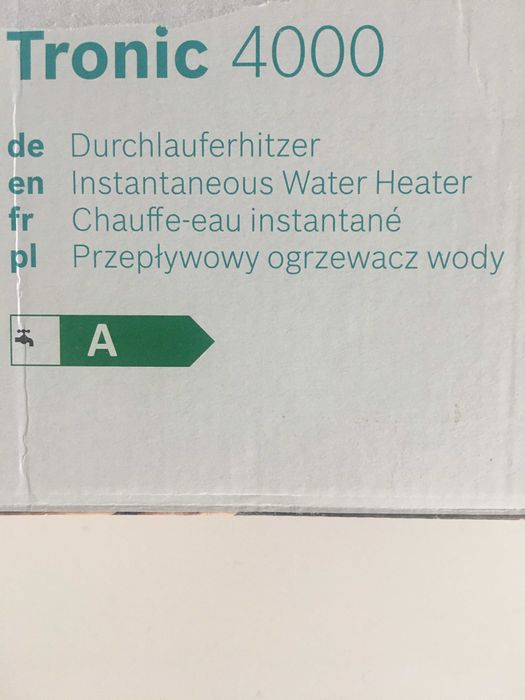 Tronic 4000
de Durchlauferhitzer
en Instantaneous Water Heater
fr Chauffe-eau instantané
pl Przepływowy ogrzewacz wody
A